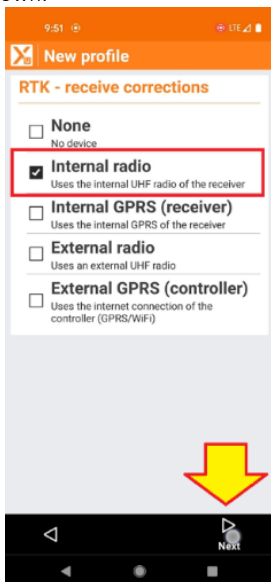 9:51 LTE
New profile
RTK - receive corrections
None
No device
Internal radio
Uses the internal UHF radio of the receiver
Internal GPRS (receiver)
Uses the internal GPRS of the receiver
External radio
Uses an external UHF radio
External GPRS (controller)
Uses the internet connection of the
controller (GPRS/WiFi)
Next